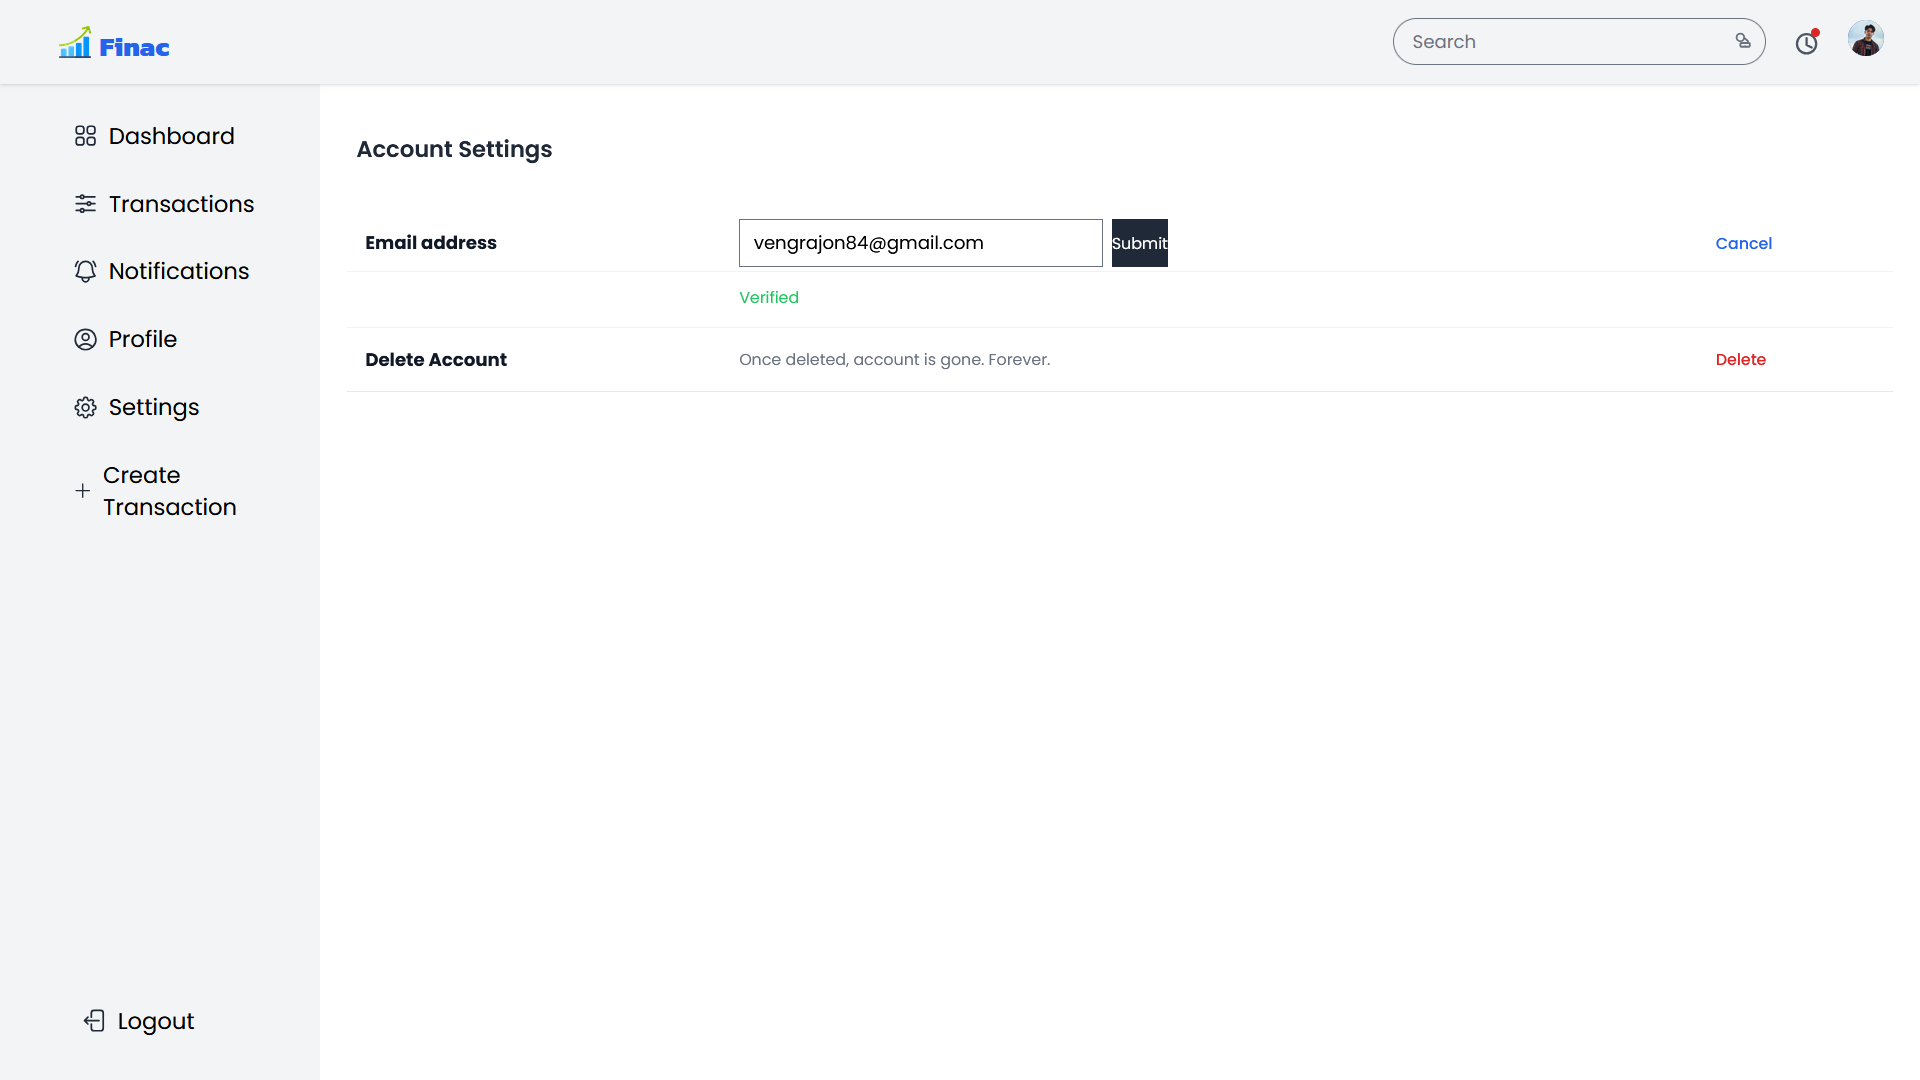 Finac
Search
Dashboard
Transactions
Notifications
Profile
Settings
Create
Transaction
Logout
Account Settings
Email address
vengrajon84@gmail.com
Submit
Cancel
Verified
Delete Account
Once deleted, account is gone. Forever.
Delete